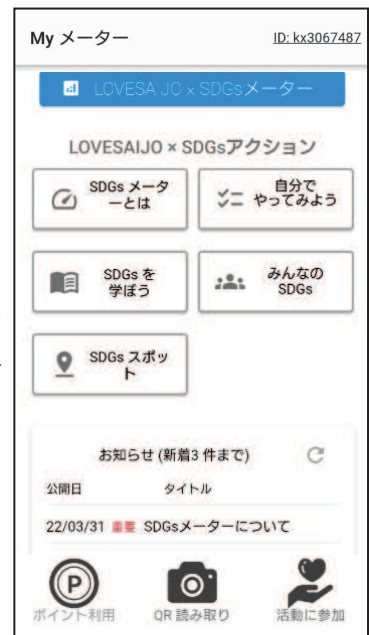 My メーター
ID: kx3067487
LOVESAIJO x SDGsメーター
LOVESAIJO × SDGsアクション
SDGs メータ
ーとは
自分で
やってみよう
SDGs を
学ぼう
みんなの
SDGs
SDGs スポッ
ト
お知らせ (新着3 件まで)
公開日 タイトル
22/03/31 重要 SDGsメーターについて
P
ポイント利用
QR 読み取り
活動に参加